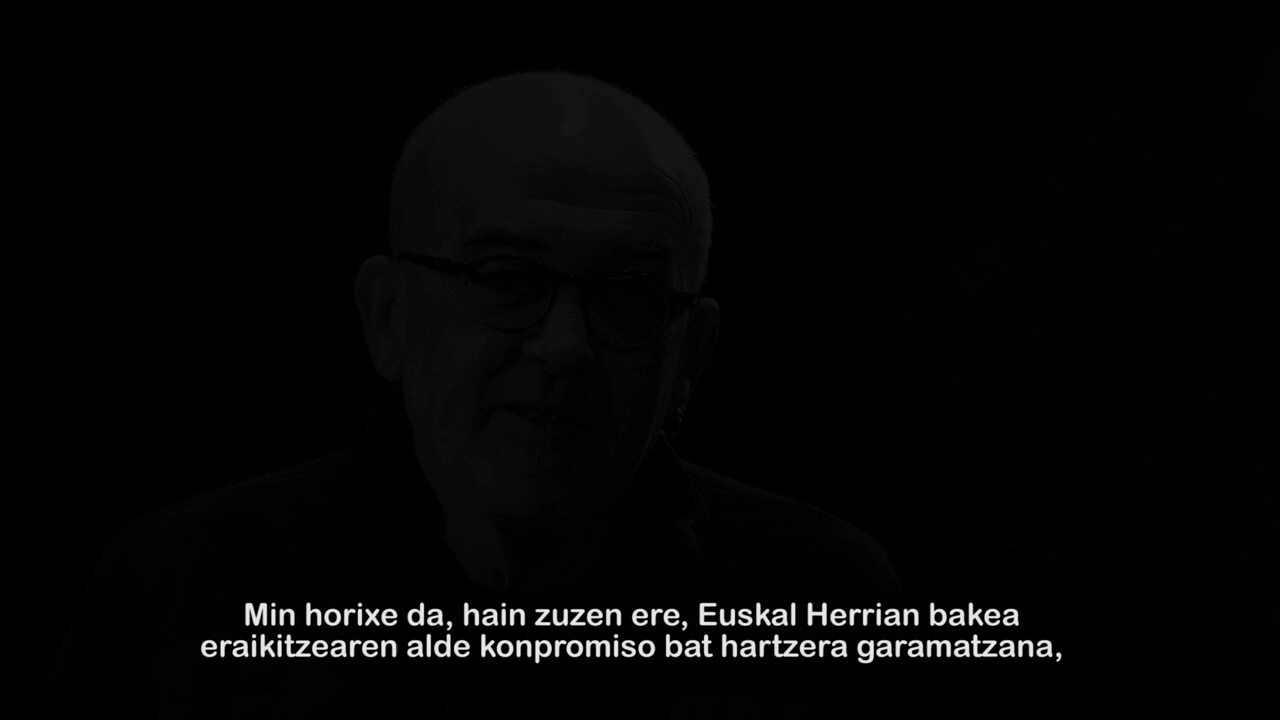 Min horixe da, hain zuzen ere, Euskal Herrian bakea
eraikitzearen alde konpromiso bat hartzera garamatzana,